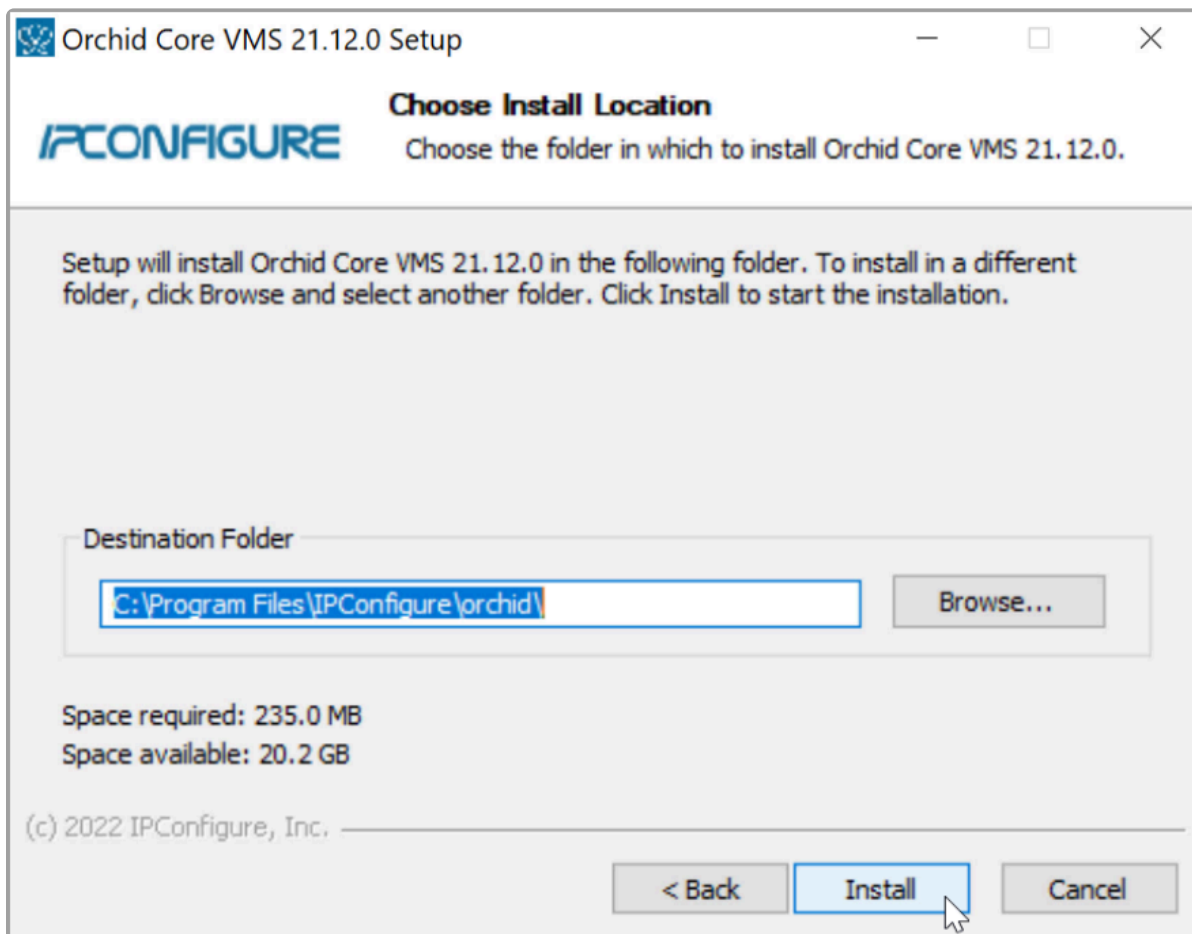 Orchid Core VMS 21.12.0 Setup
IPCONFIGURE
Choose Install Location
Choose the folder in which to install Orchid Core VMS 21.12.0.
Setup will install Orchid Core VMS 21.12.0 in the following folder. To install in a different
folder, click Browse and select another folder. Click Install to start the installation.
Destination Folder
C:\Program Files\IPConfigure\orchid\
Browse...
Space required: 235.0 MB
Space available: 20.2 GB
(c) 2022 IPConfigure, Inc.
< Back
Install
Cancel